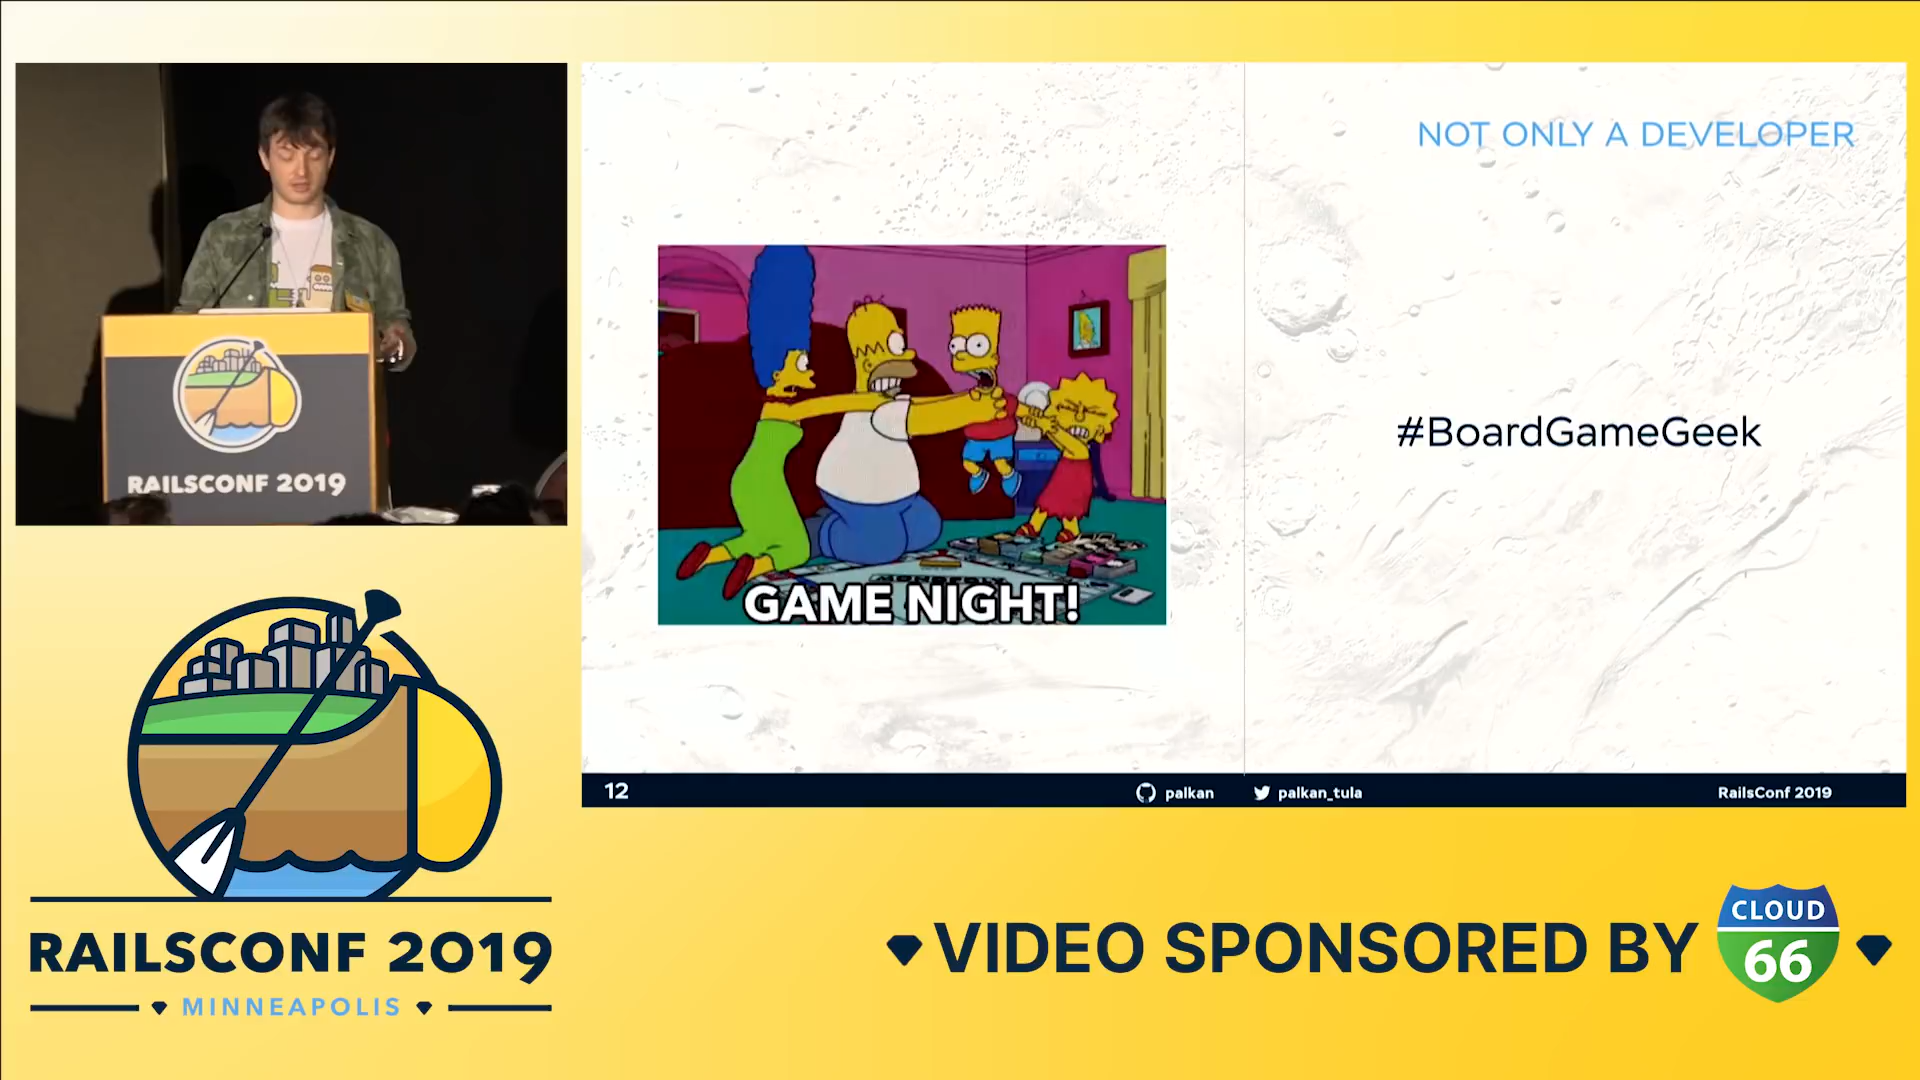 RAILSCONF 2019
NOT ONLY A DEVELOPER
#BoardGameGeek
MONOPOLY
GAME NIGHT!
12
palkan
palkan_tula
RailsConf 2019
RAILSCONF 2019
MINNEAPOLIS
VIDEO SPONSORED BY
CLOUD
66